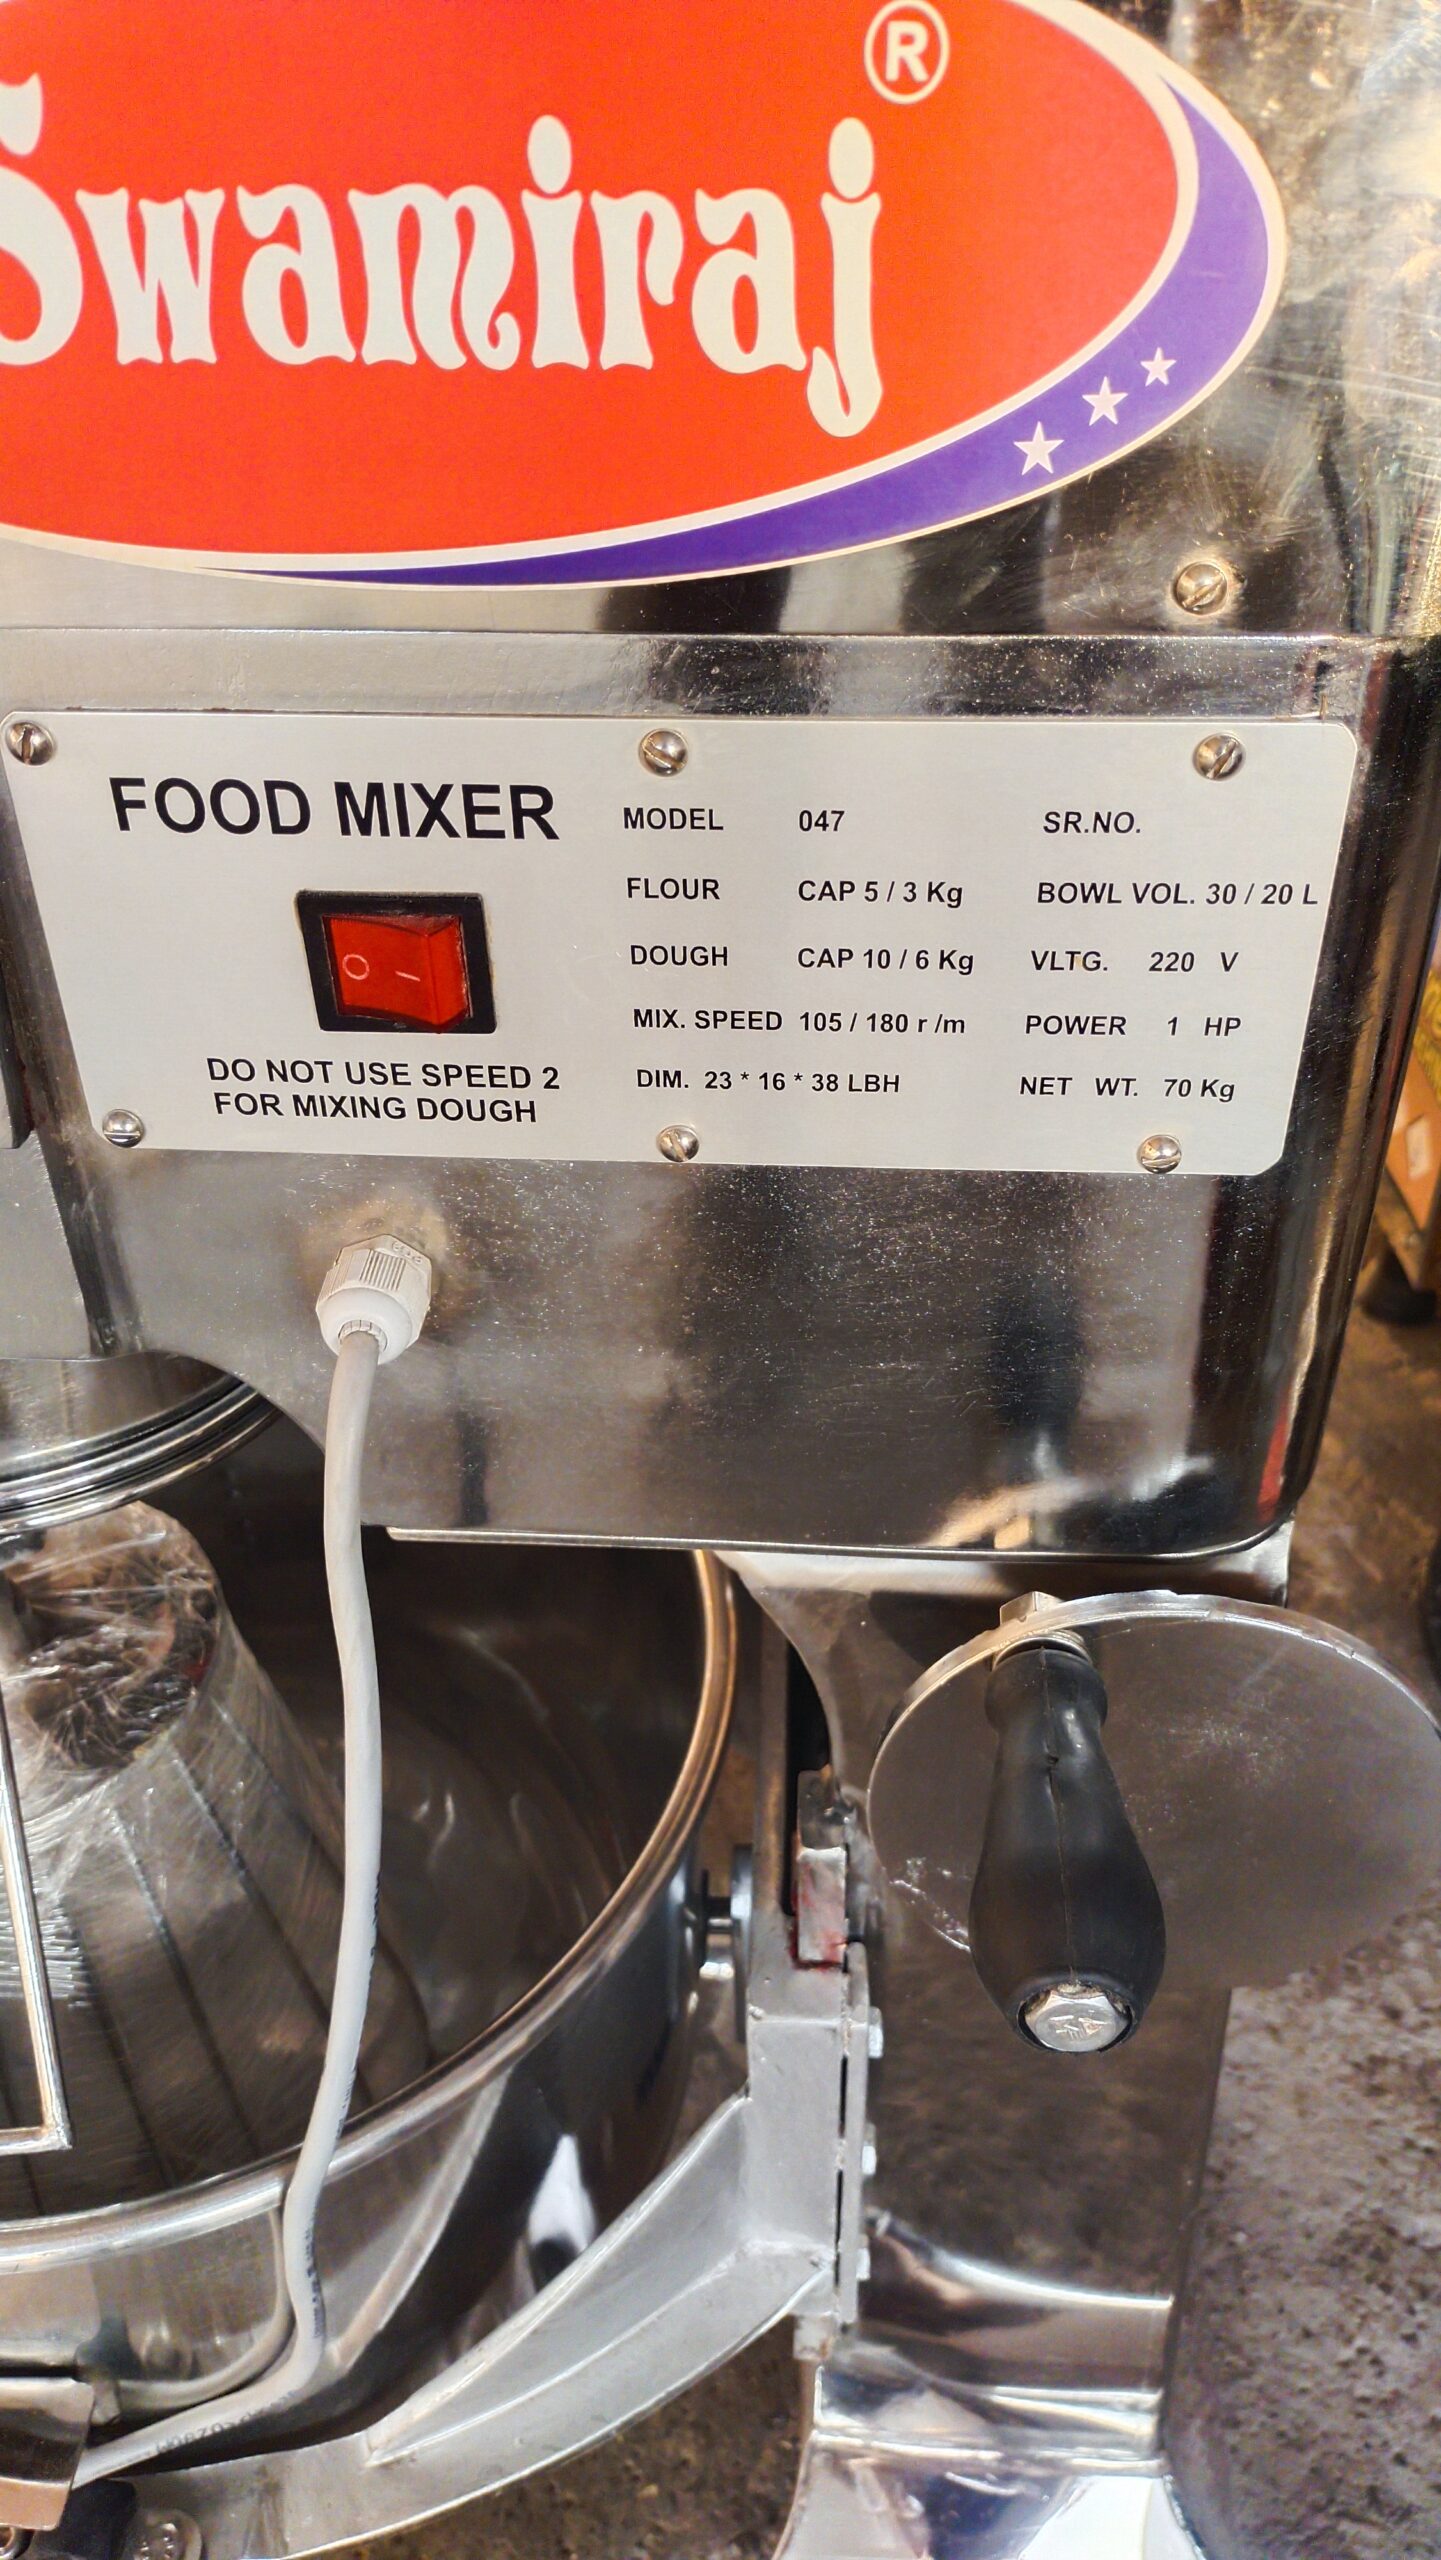 Swamiraj ®
FOOD MIXER
O I
DO NOT USE SPEED 2
FOR MIXING DOUGH
MODEL 047 SR.NO.
FLOUR CAP 5 / 3 Kg BOWL VOL. 30 / 20 L
DOUGH CAP 10 / 6 Kg VLTG. 220 V
MIX. SPEED 105 / 180 r /m POWER 1 HP
DIM. 23 * 16 * 38 LBH NET WT. 70 Kg